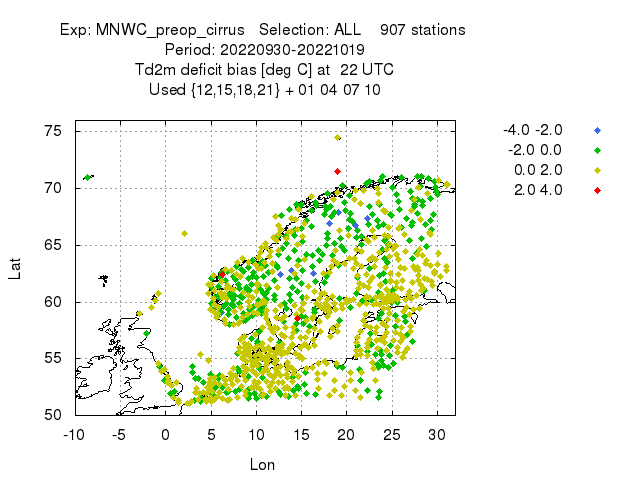 Exp: MNWC_preop_cirrus   Selection: ALL    907 stations
Period: 20220930-20221019
Td2m deficit bias [deg C] at  22 UTC
Used {12,15,18,21} + 01 04 07 10
-4.0 -2.0
-2.0 0.0
0.0 2.0
2.0 4.0
75
70
65
60
55
50
Lat
-10 -5 0 5 10 15 20 25 30
Lon